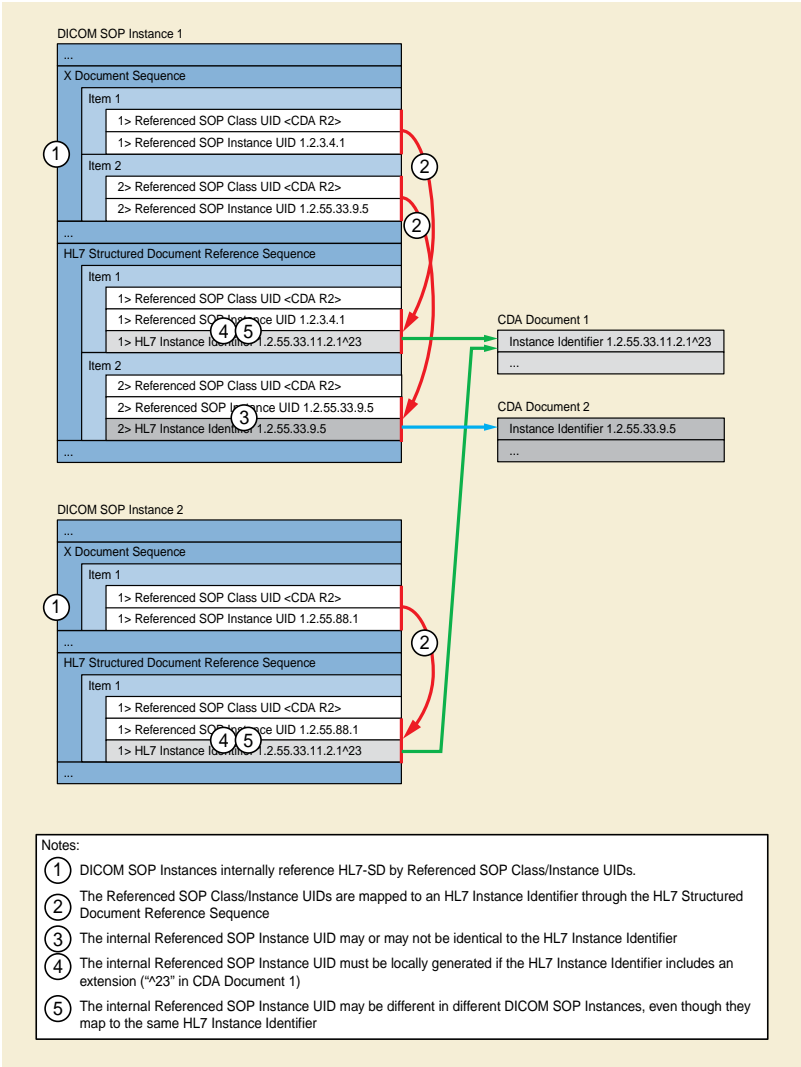 DICOM SOP Instance 1
...
X Document Sequence
Item 1
1> Referenced SOP Class UID <CDA R2>
1> Referenced SOP Instance UID 1.2.3.4.1
1
2
Item 2
2> Referenced SOP Class UID <CDA R2>
2> Referenced SOP Instance UID 1.2.55.33.9.5
2
...
HL7 Structured Document Reference Sequence
Item 1
1> Referenced SOP Class UID <CDA R2>
1> Referenced SOP Instance UID 1.2.3.4.1
4 5
1> HL7 Instance Identifier 1.2.55.33.11.2.1^23
Item 2
2> Referenced SOP Class UID <CDA R2>
2> Referenced SOP Instance UID 1.2.55.33.9.5
3
2> HL7 Instance Identifier 1.2.55.33.9.5
...
CDA Document 1
Instance Identifier 1.2.55.33.11.2.1^23
...
CDA Document 2
Instance Identifier 1.2.55.33.9.5
...
DICOM SOP Instance 2
...
X Document Sequence
Item 1
1> Referenced SOP Class UID <CDA R2>
1
1> Referenced SOP Instance UID 1.2.55.88.1
...
2
HL7 Structured Document Reference Sequence
Item 1
1> Referenced SOP Class UID <CDA R2>
1> Referenced SOP Instance UID 1.2.55.88.1
4 5
1> HL7 Instance Identifier 1.2.55.33.11.2.1^23
...
Notes:
1 DICOM SOP Instances internally reference HL7-SD by Referenced SOP Class/Instance UIDs.
2 The Referenced SOP Class/Instance UIDs are mapped to an HL7 Instance Identifier through the HL7 Structured
Document Reference Sequence
3 The internal Referenced SOP Instance UID may or may not be identical to the HL7 Instance Identifier
4 The internal Referenced SOP Instance UID must be locally generated if the HL7 Instance Identifier includes an
extension (“^23” in CDA Document 1)
5 The internal Referenced SOP Instance UID may be different in different DICOM SOP Instances, even though they
map to the same HL7 Instance Identifier